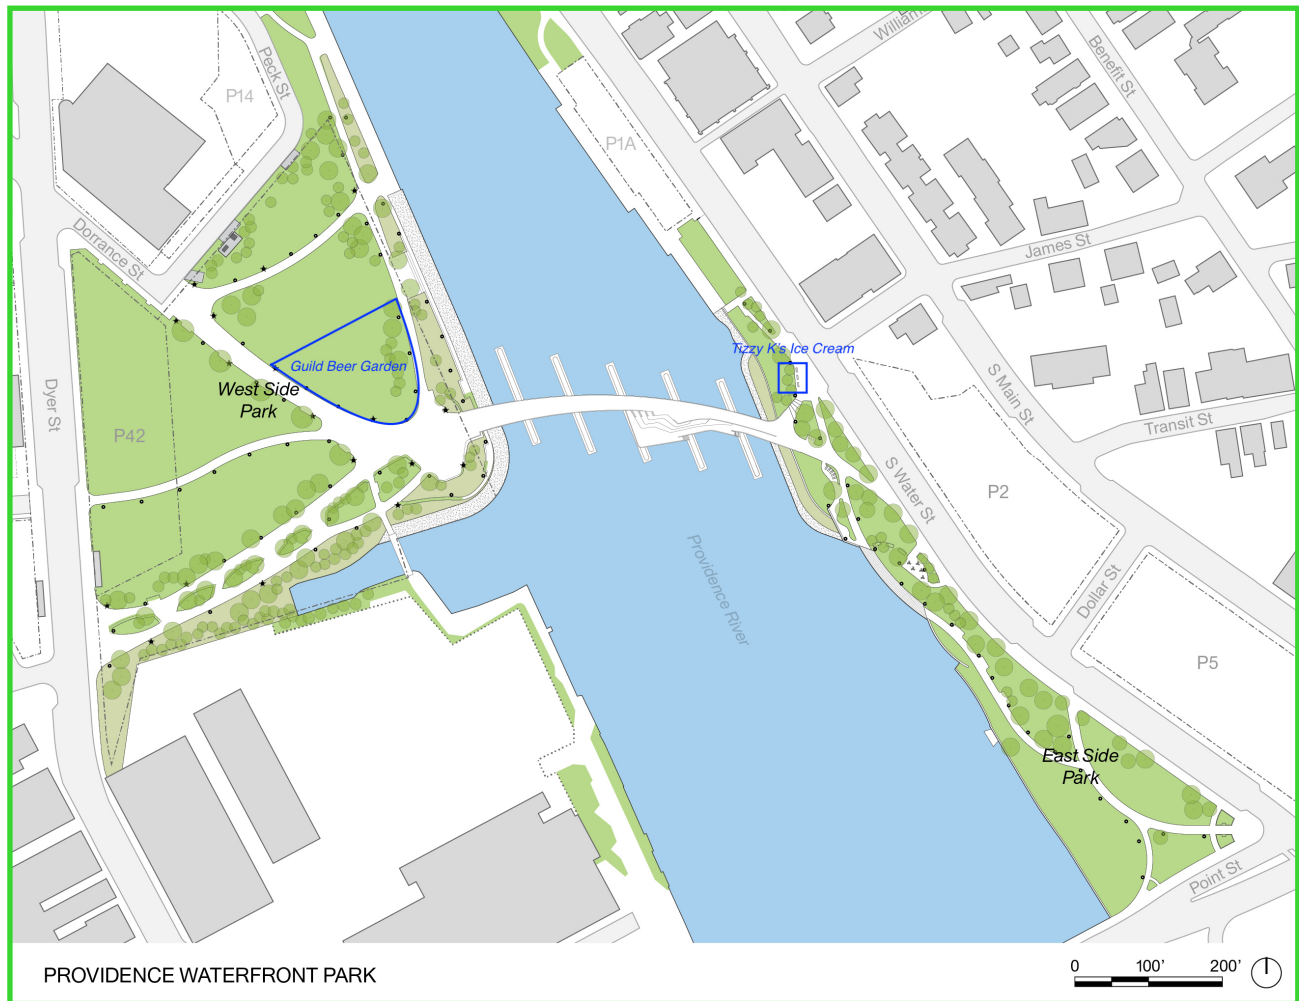 William
Benefit St
Peck St
P14
P1A
James St
Dorrance St
Tizzy K's Ice Cream
Guild Beer Garden
West Side
Park
Dyer St
P42
S Main St
Transit St
S Water St
P2
Providence River
Dollar St
P5
East Side
Park
Point St
PROVIDENCE WATERFRONT PARK
0 100' 200'